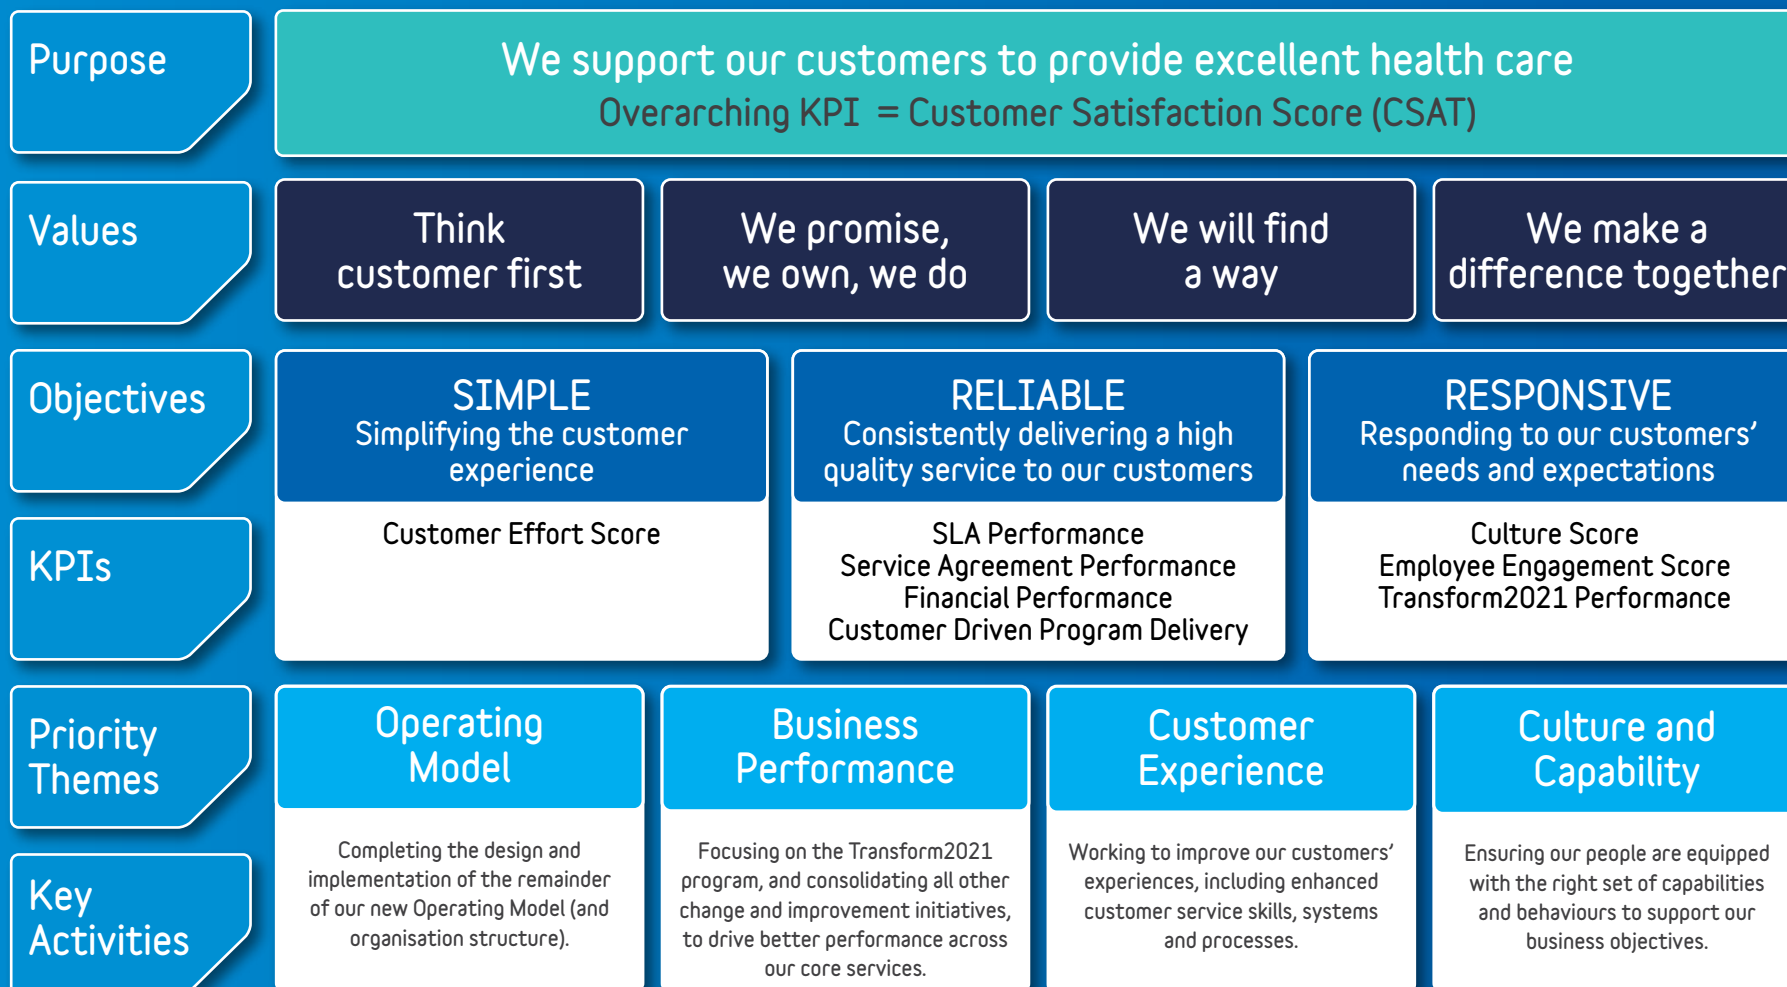 Purpose
We support our customers to provide excellent health care
Overarching KPI = Customer Satisfaction Score (CSAT)
Values
Think
customer first
We promise,
we own, we do
We will find
a way
We make a
difference together
Objectives
SIMPLE
Simplifying the customer
experience
RELIABLE
Consistently delivering a high
quality service to our customers
RESPONSIVE
Responding to our customers’
needs and expectations
KPIs
Customer Effort Score
SLA Performance
Service Agreement Performance
Financial Performance
Customer Driven Program Delivery
Culture Score
Employee Engagement Score
Transform2021 Performance
Priority
Themes
Operating
Model
Business
Performance
Customer
Experience
Culture and
Capability
Key
Activities
Completing the design and
implementation of the remainder
of our new Operating Model (and
organisation structure).
Focusing on the Transform2021
program, and consolidating all other
change and improvement initiatives,
to drive better performance across
our core services.
Working to improve our customers’
experiences, including enhanced
customer service skills, systems
and processes.
Ensuring our people are equipped
with the right set of capabilities
and behaviours to support our
business objectives.